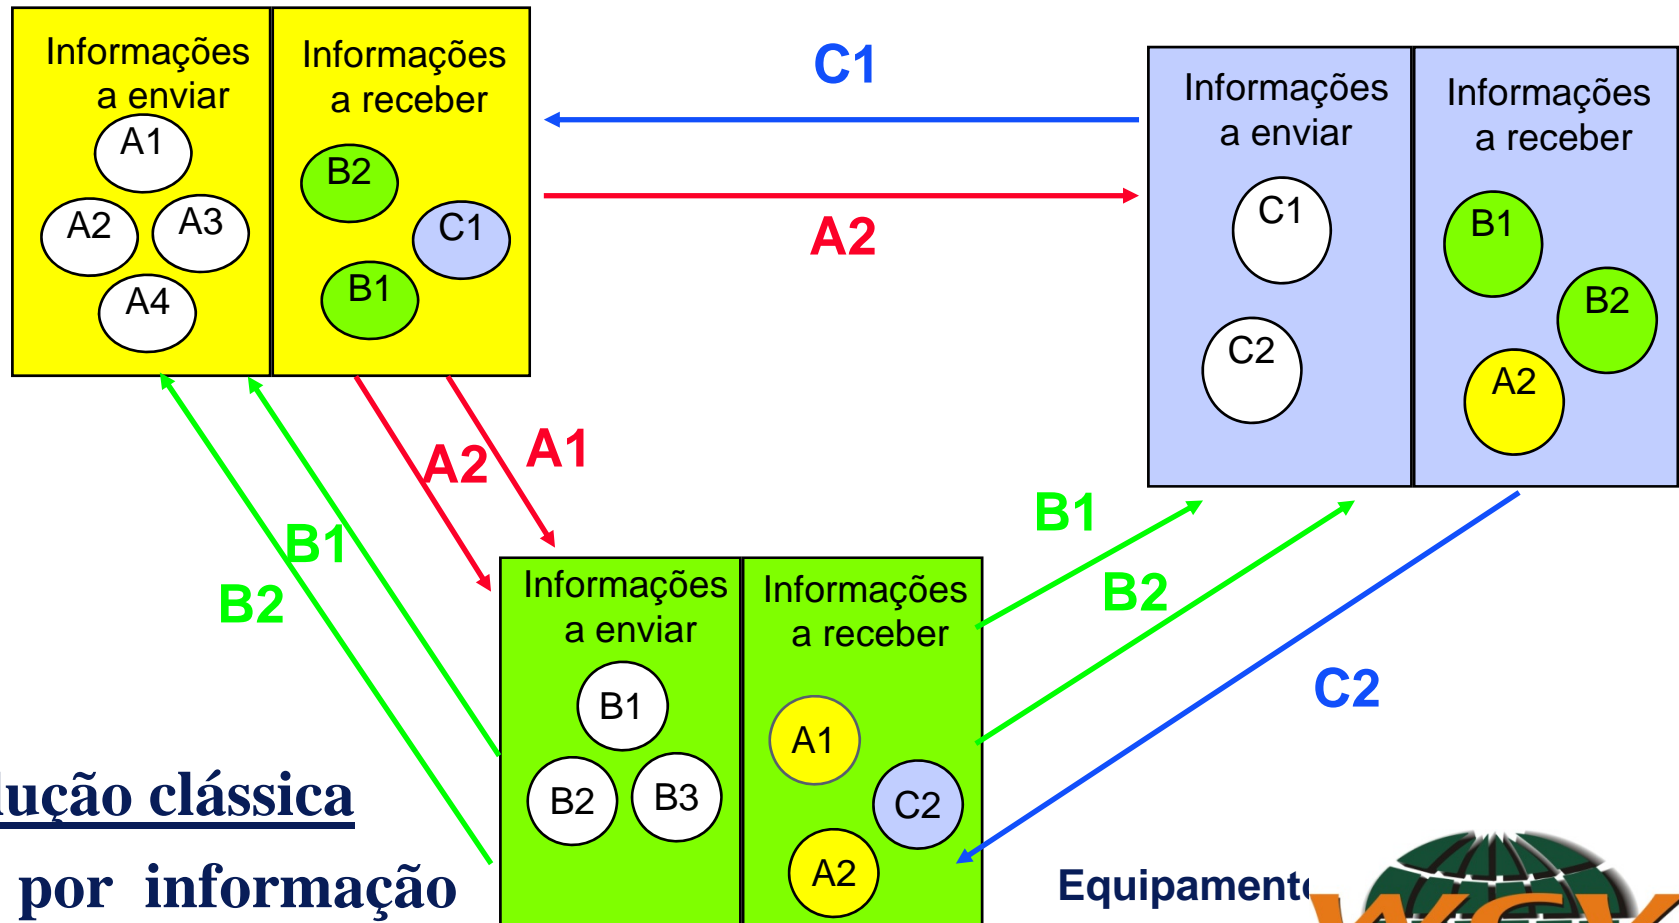 Informações
a enviar
A1
A2
A3
A4
Informações
a receber
B2
C1
B1
C1
A2
Informações
a enviar
C1
C2
Informações
a receber
B1
B2
A2
A2
A1
B1
B2
B1
B2
C2
Informações
a enviar
B1
B2
B3
Informações
a receber
A1
C2
A2
clássica
por informação